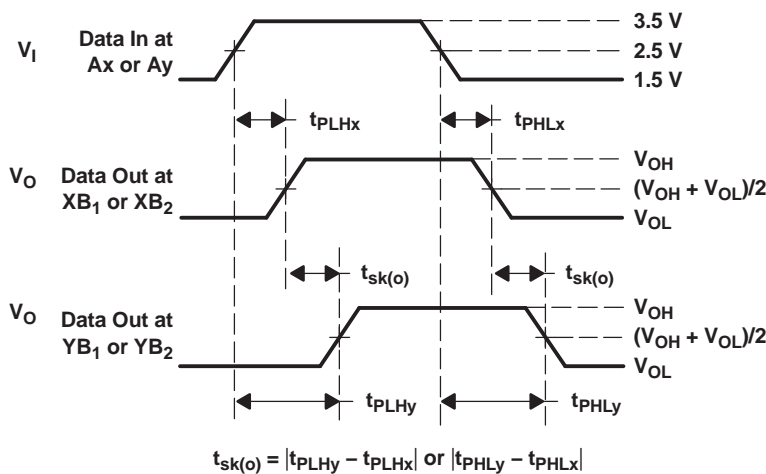 V_I
Data In at
Ax or Ay
3.5 V
2.5 V
1.5 V
t_PLHx
t_PHLx
V_O
Data Out at
XB_1 or XB_2
V_OH
(V_OH + V_OL)/2
V_OL
t_sk(o)
t_sk(o)
V_O
Data Out at
YB_1 or YB_2
V_OH
(V_OH + V_OL)/2
V_OL
t_PLHy
t_PHLy
t_sk(o) = |t_PLHy – t_PLHx| or |t_PHLy – t_PHLx|